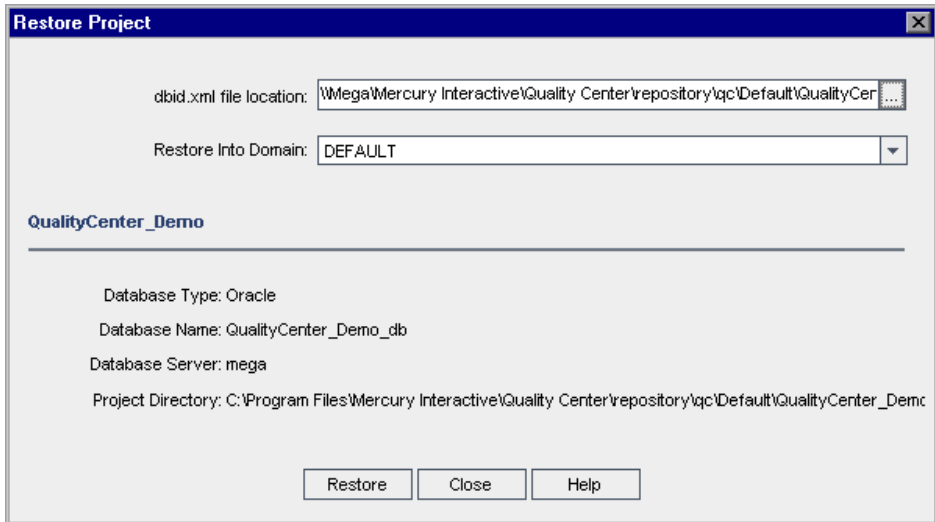 Restore Project
dbid.xml file location: \\Mega\Mercury Interactive\Quality Center\repository\qc\Default\QualityCen ...
Restore Into Domain: DEFAULT
QualityCenter_Demo
Database Type: Oracle
Database Name: QualityCenter_Demo_db
Database Server: mega
Project Directory: C:\Program Files\Mercury Interactive\Quality Center\repository\qc\Default\QualityCenter_Demo
Restore Close Help